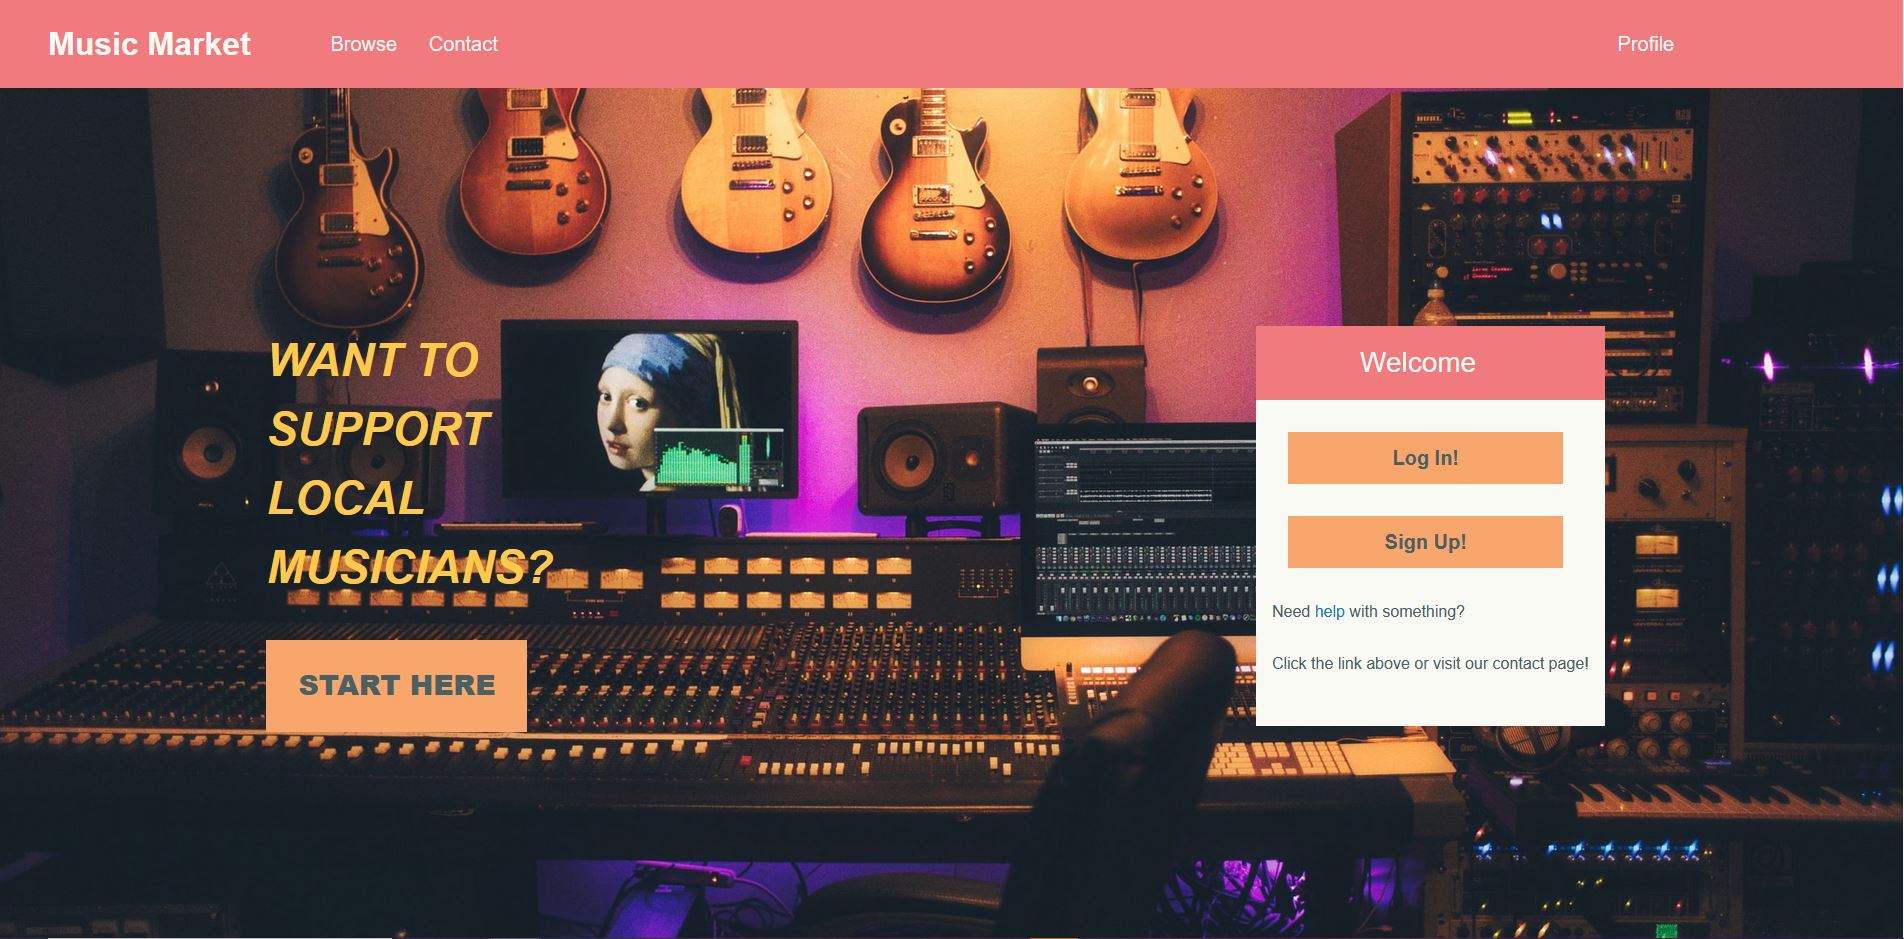 Music Market
Browse
Contact
Profile
WANT TO
SUPPORT
LOCAL
MUSICIANS?
START HERE
Welcome
Log In!
Sign Up!
Need help with something?
Click the link above or visit our contact page!